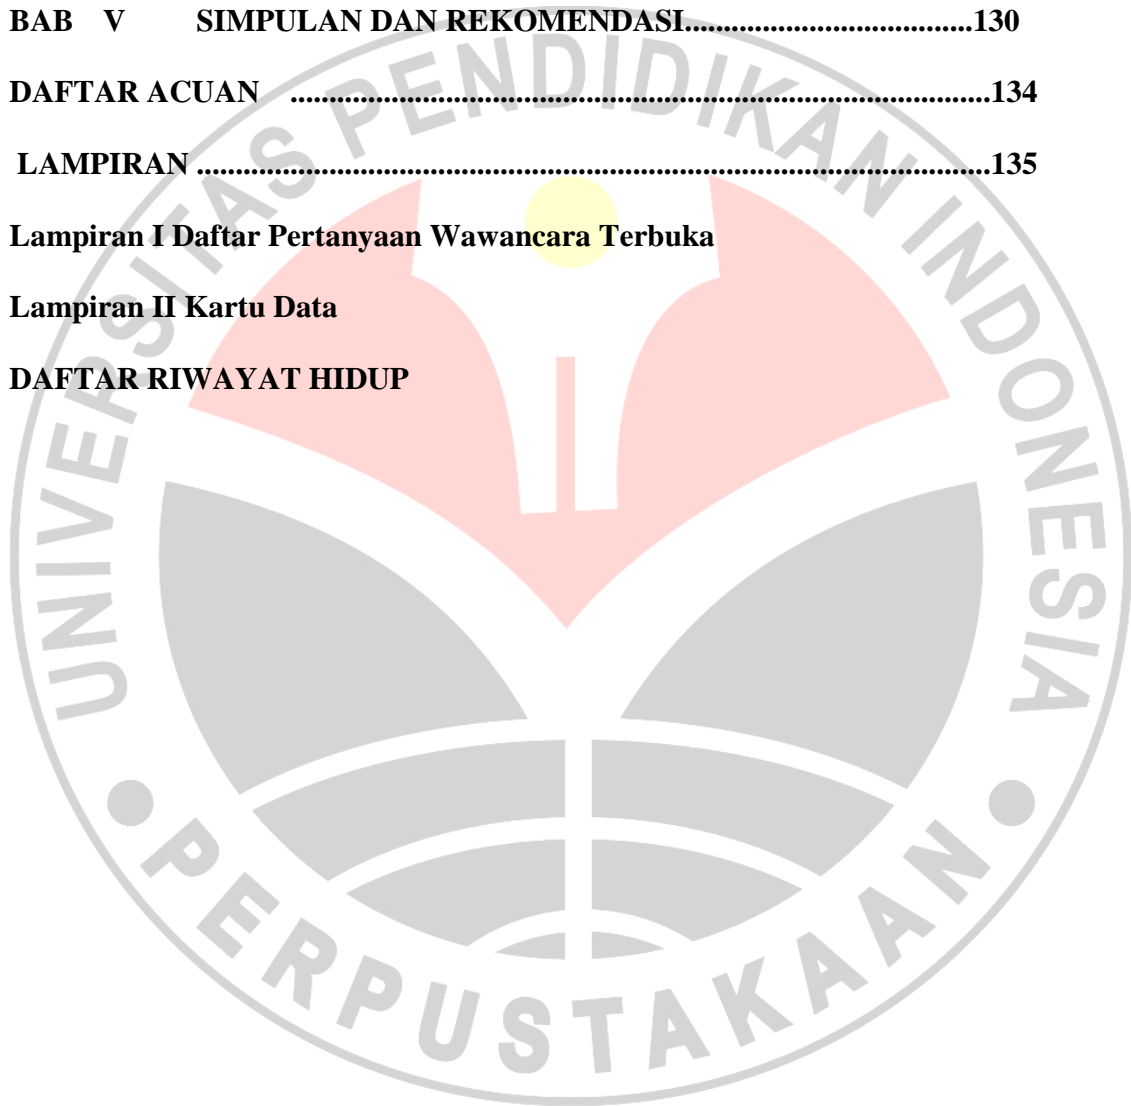 BAB V SIMPULAN DAN REKOMENDASI.....................................130
DAFTAR ACUAN ..........................................................................................134
LAMPIRAN ......................................................................................................135
Lampiran I Daftar Pertanyaan Wawancara Terbuka
Lampiran II Kartu Data
DAFTAR RIWAYAT HIDUP
UNIVERSITAS PENDIDIKAN INDONESIA
PERPUSTAKAAN